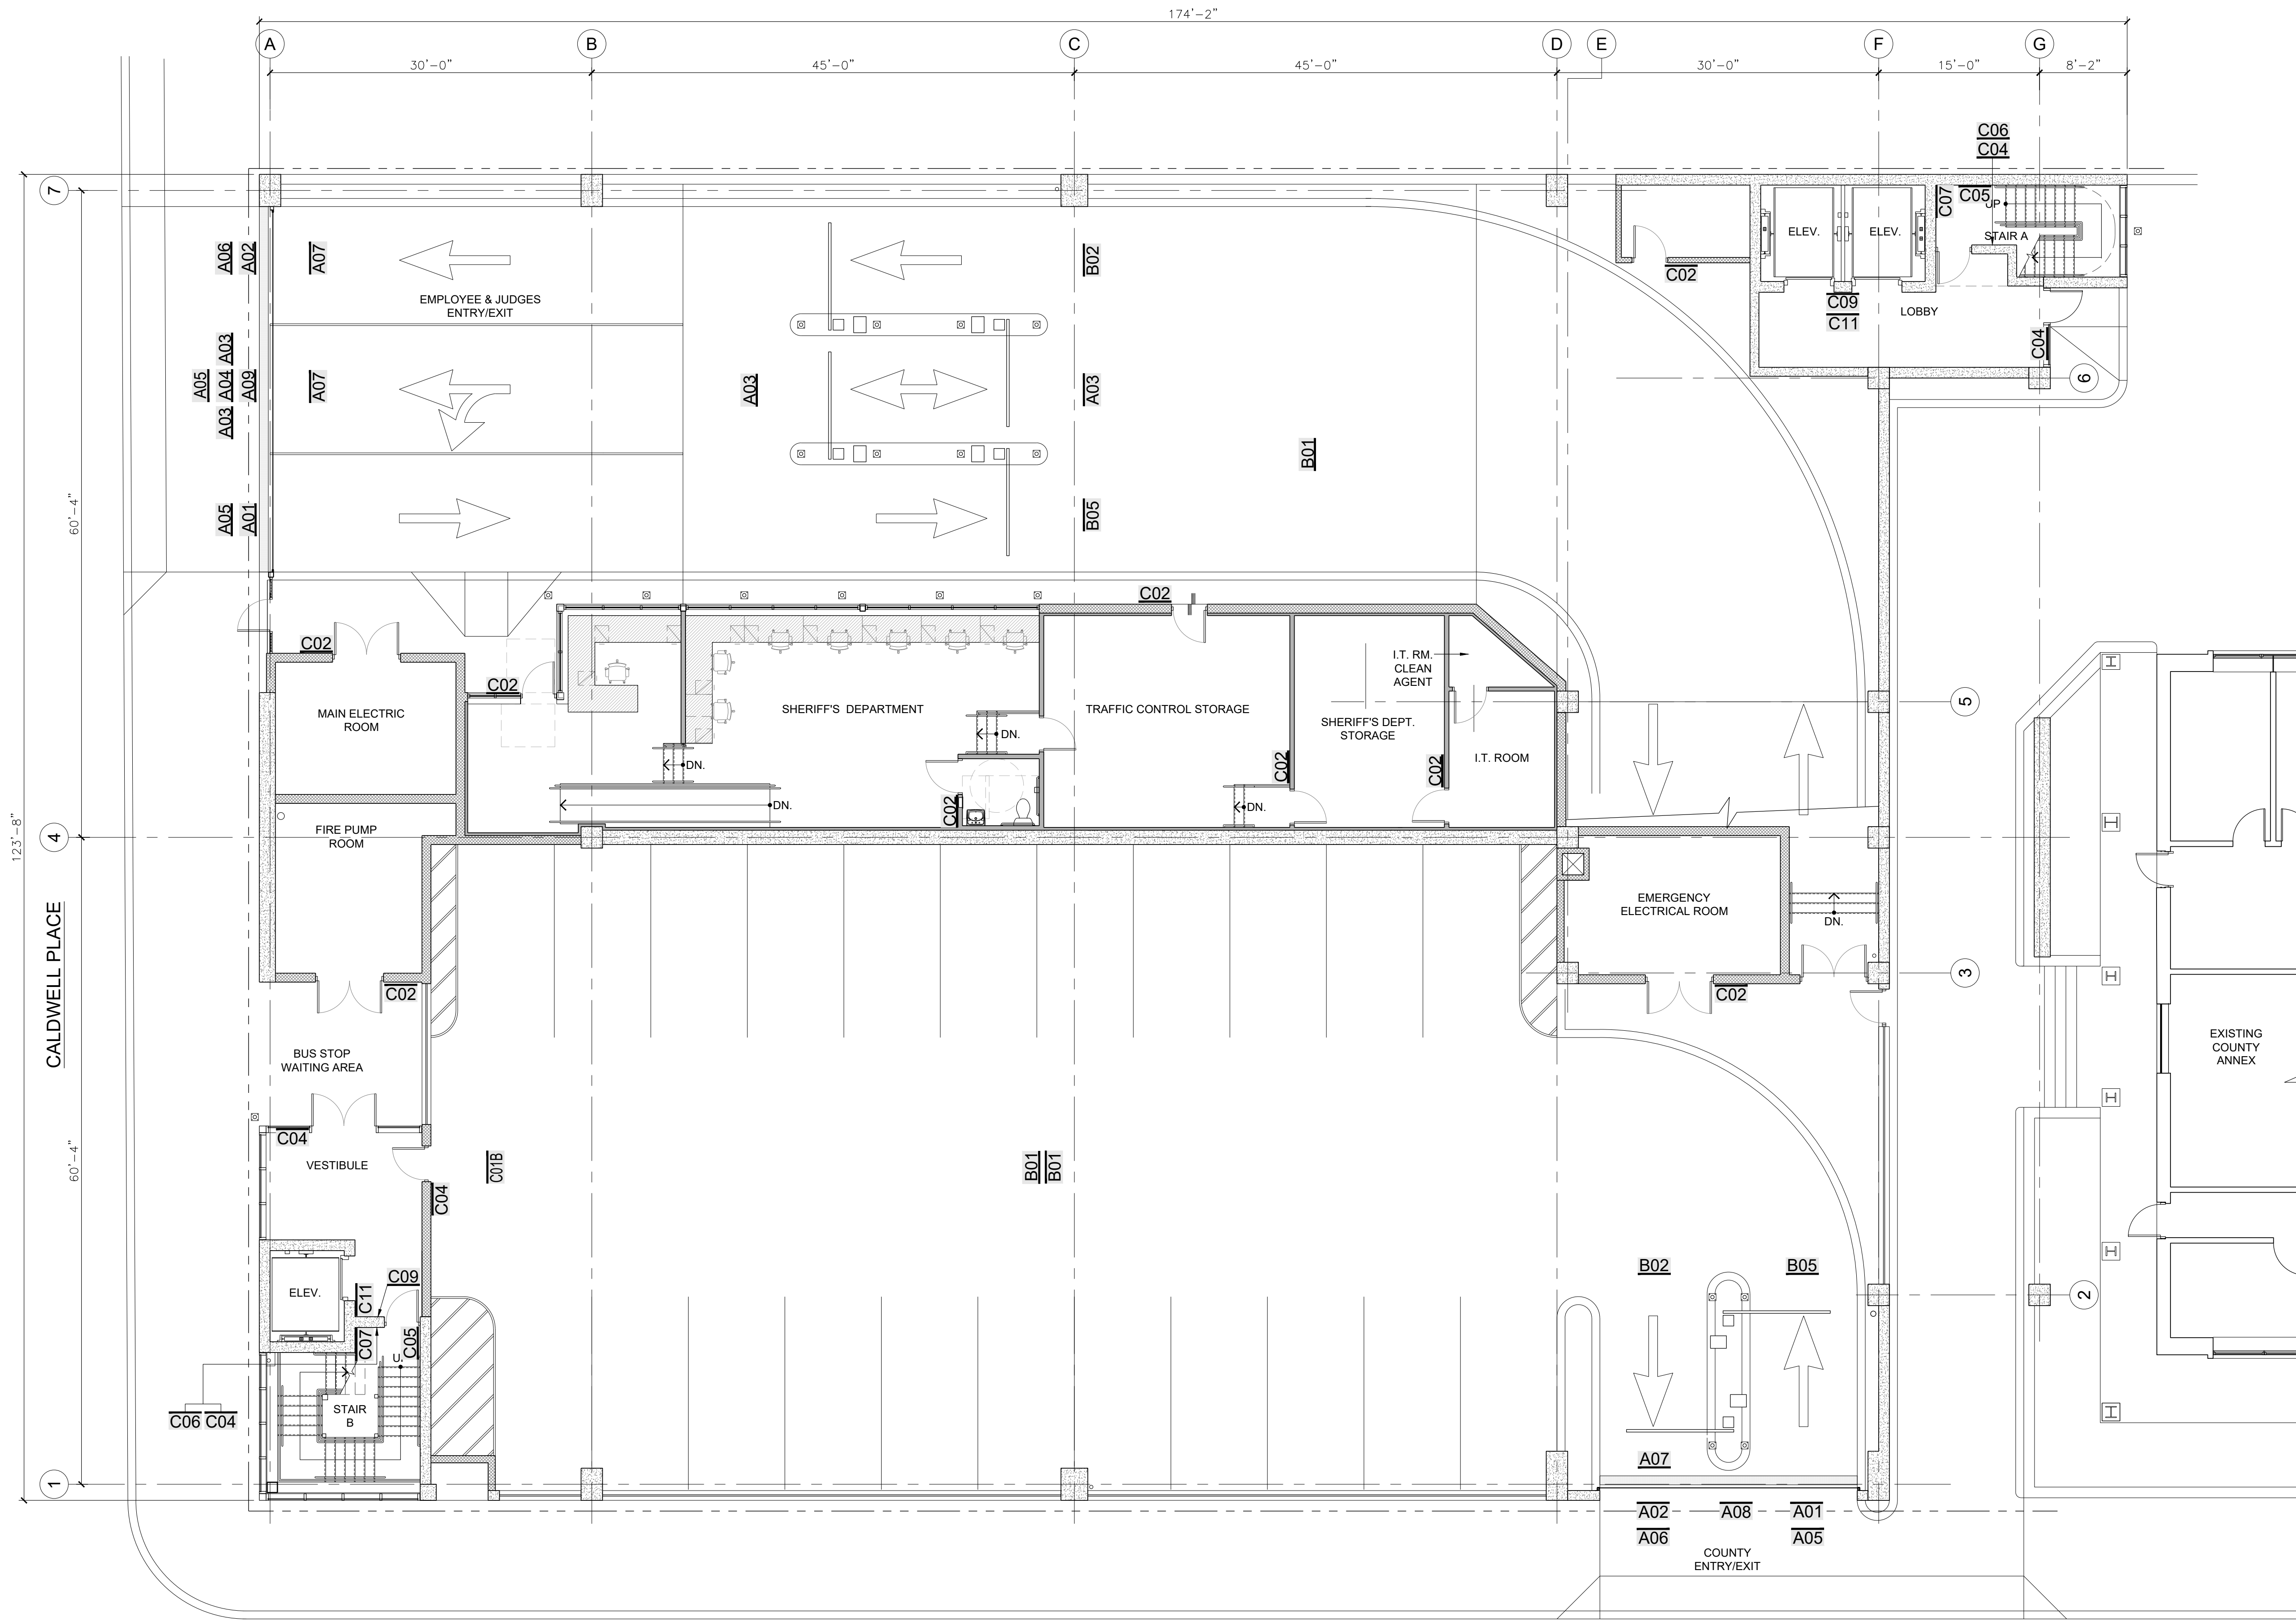 174'-2"
A
B
C
D
E
F
G
30'-0"
45'-0"
45'-0"
30'-0"
15'-0"
8'-2"
C06
C04
7
C07
C05
UP
STAIR A
ELEV.
ELEV.
A06
A02
A07
B02
C02
EMPLOYEE & JUDGES
ENTRY/EXIT
C09
C11
LOBBY
C04
A03
A05
A04
A09
A07
A03
A03
A03
6
B01
60'-4"
A05
A01
B05
C02
C02
C02
I.T. RM.
CLEAN
AGENT
MAIN ELECTRIC
ROOM
SHERIFF'S  DEPARTMENT
DN.
TRAFFIC CONTROL STORAGE
SHERIFF'S DEPT.
STORAGE
5
DN.
C02
C02
I.T. ROOM
DN.
C02
DN.
123'-8"
4
FIRE PUMP
ROOM
EMERGENCY
ELECTRICAL ROOM
DN.
CALDWELL PLACE
C02
C02
3
BUS STOP
WAITING AREA
EXISTING
COUNTY
ANNEX
C04
VESTIBULE
60'-4"
C04
C01B
B01
B01
ELEV.
C11
C09
B02
B05
2
C07
C05
U.
STAIR
B
C06
C04
A07
1
A02
A08
A01
A06
A05
COUNTY
ENTRY/EXIT